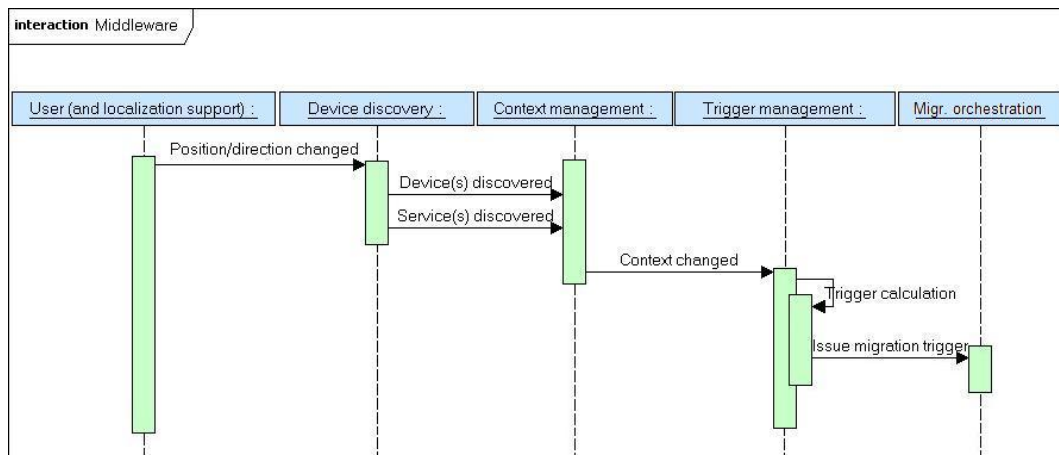 interaction Middleware
User (and localization support) :
Device discovery :
Context management :
Trigger management :
Migr. orchestration
Position/direction changed
Device(s) discovered
Service(s) discovered
Context changed
Trigger calculation
Issue migration trigger